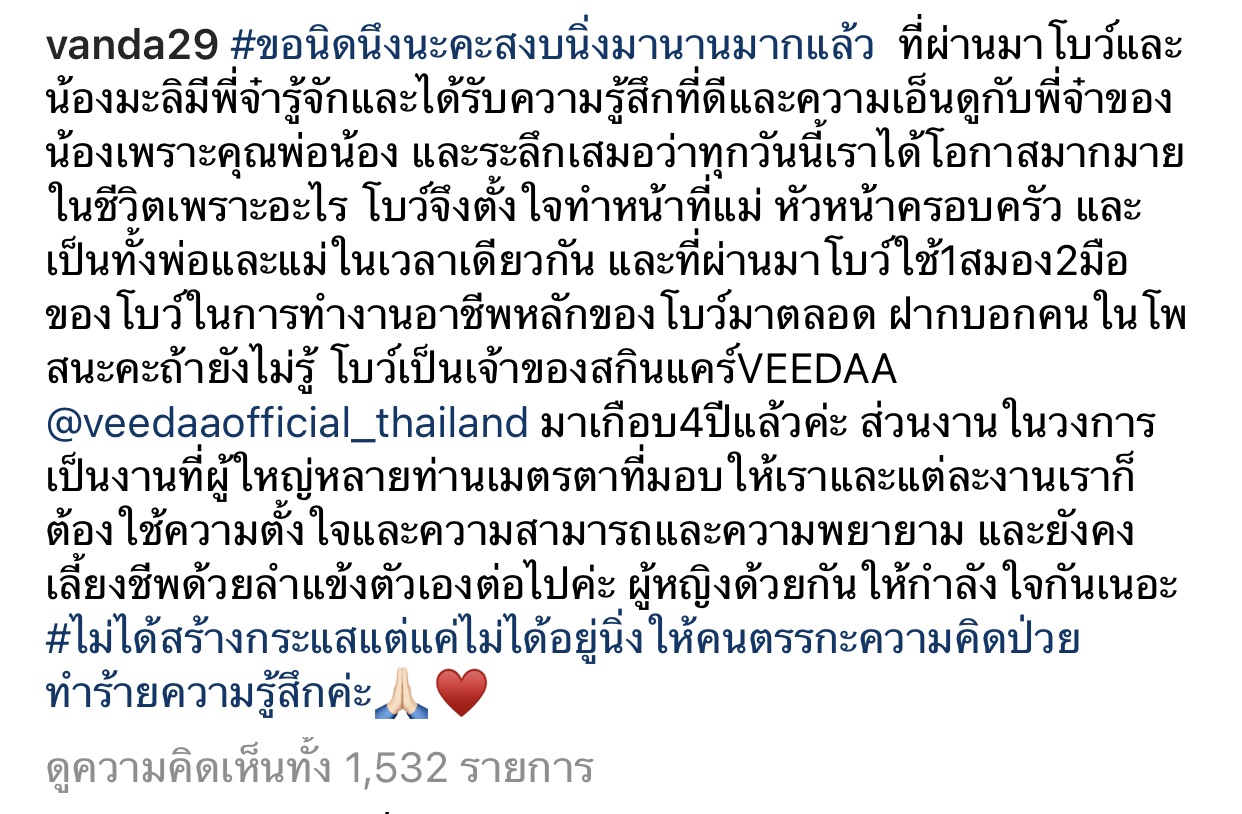 vanda29 #ขอนิดนึงนะคะสงบนิ่งมานานมากแล้ว ที่ผ่านมาโบว์และ
น้องมะลิมีพี่จ๋ารู้จักและได้รับความรู้สึกที่ดีและความเอ็นดูกับพี่จ๋าของ
น้องเพราะคุณพ่อน้อง และระลึกเสมอว่าทุกวันนี้เราได้โอกาสมากมาย
ในชีวิตเพราะอะไร โบว์จึงตั้งใจทำหน้าที่แม่ หัวหน้าครอบครัว และ
เป็นทั้งพ่อและแม่ในเวลาเดียวกัน และที่ผ่านมาโบว์ใช้1สมอง2มือ
ของโบว์ในการทำงานอาชีพหลักของโบว์มาตลอด ฝากบอกคนในโพ
สนะคะถ้ายังไม่รู้ โบว์เป็นเจ้าของสกินแคร์VEEDAA
@veedaaofficial_thailand มาเกือบ4ปีแล้วค่ะ ส่วนงานในวงการ
เป็นงานที่ผู้ใหญ่หลายท่านเมตรตาที่มอบให้เราและแต่ละงานเราก็
ต้องใช้ความตั้งใจและความสามารถและความพยายาม และยังคง
เลี้ยงชีพด้วยลำแข้งตัวเองต่อไปค่ะ ผู้หญิงด้วยกันให้กำลังใจกันเนอะ
#ไม่ได้สร้างกระแสแต่แค่ไม่ได้อยู่นิ่งให้คนตรรกะความคิดป่วย
ทำร้ายความรู้สึกค่ะ🙏🏻♥️
ดูความคิดเห็นทั้ง 1,532 รายการ